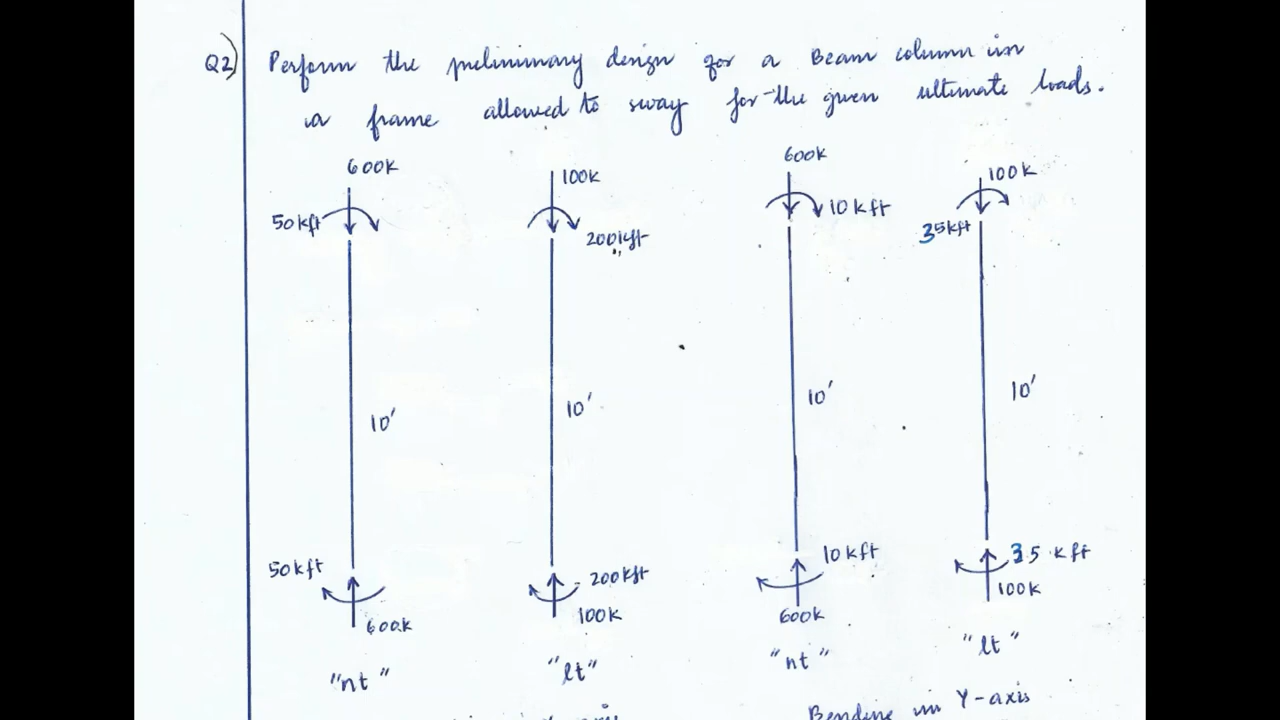 Q2) Perform the preliminary design for a Beam column in
a frame allowed to sway for the given ultimate loads.
600k 100k 600k 100k
50kft 200kft 10kft 35kft
10' 10' 10' 10'
50kft 200kft 10kft 35kft
600k 100k 600k 100k
"nt" "lt" "nt" "lt"
Bending in Y-axis